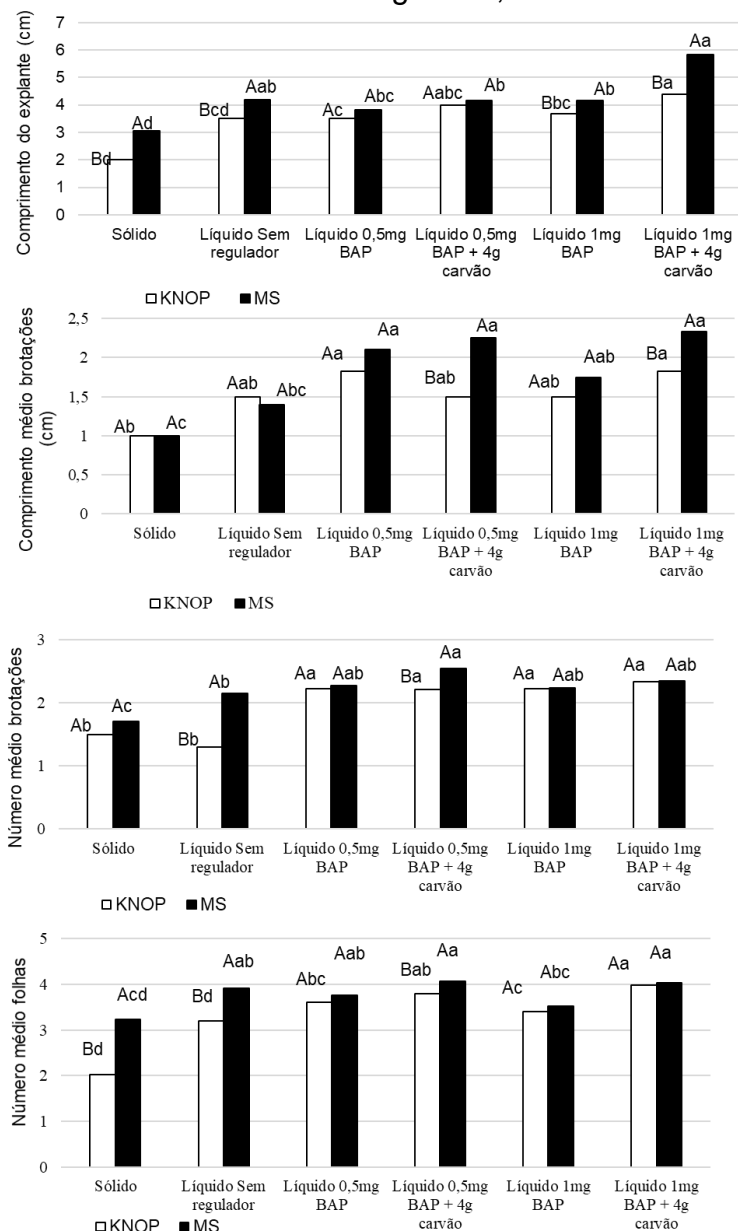 Comprimento do explante (cm)
7
6
5
4
3
2
1
0
Bd
Ad
Bcd
Aab
Ac
Abc
Aabc
Ab
Bbc
Ab
Ba
Aa
Sólido
Líquido Sem
regulador
Líquido 0,5mg
BAP
Líquido 0,5mg
BAP + 4g
carvão
Líquido 1mg
BAP
Líquido 1mg
BAP + 4g
carvão
KNOP
MS
Comprimento médio brotações
(cm)
2,5
2
1,5
1
0,5
0
Ab
Ac
Aab
Abc
Aa
Aa
Bab
Aa
Aab
Aab
Ba
Aa
Sólido
Líquido Sem
regulador
Líquido 0,5mg
BAP
Líquido 0,5mg
BAP + 4g
carvão
Líquido 1mg
BAP
Líquido 1mg
BAP + 4g
carvão
KNOP
MS
Número médio brotações
3
2
1
0
Ab
Ac
Bb
Ab
Aa
Aab
Ba
Aa
Aa
Aab
Aa
Aab
Sólido
Líquido Sem
regulador
Líquido 0,5mg
BAP
Líquido 0,5mg
BAP + 4g
carvão
Líquido 1mg
BAP
Líquido 1mg
BAP + 4g
carvão
KNOP
MS
Número médio folhas
5
4
3
2
1
0
Bd
Acd
Bd
Aab
Abc
Aab
Bab
Aa
Ac
Abc
Aa
Aa
Sólido
Líquido Sem
regulador
Líquido 0,5mg
BAP
Líquido 0,5mg
BAP + 4g
carvão
Líquido 1mg
BAP
Líquido 1mg
BAP + 4g
carvão
KNOP
MS